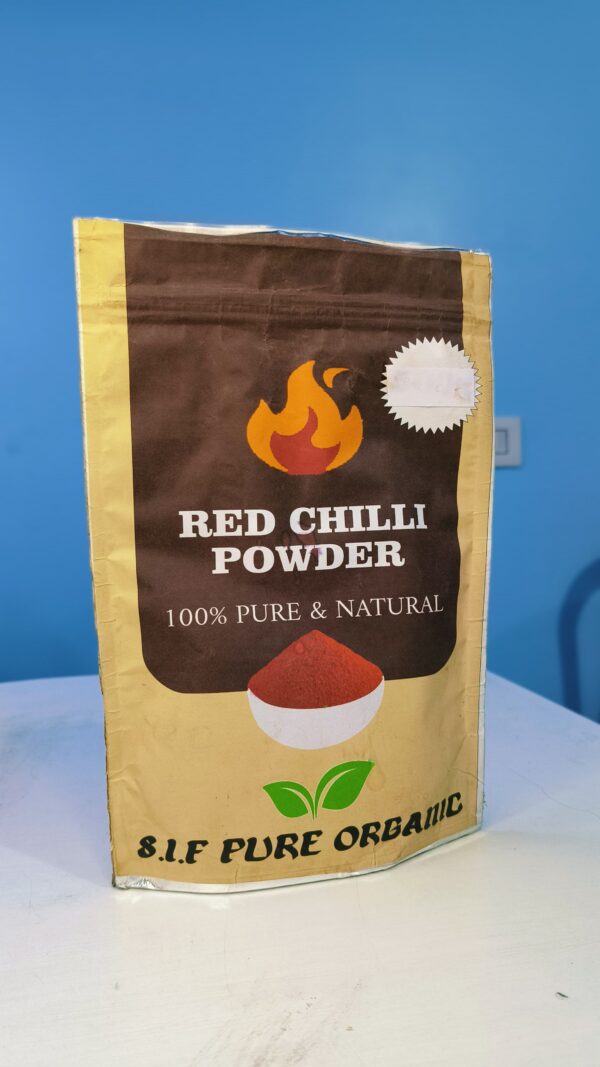 RED CHILLI
POWDER
100% PURE & NATURAL
S.I.F PURE ORGANIC